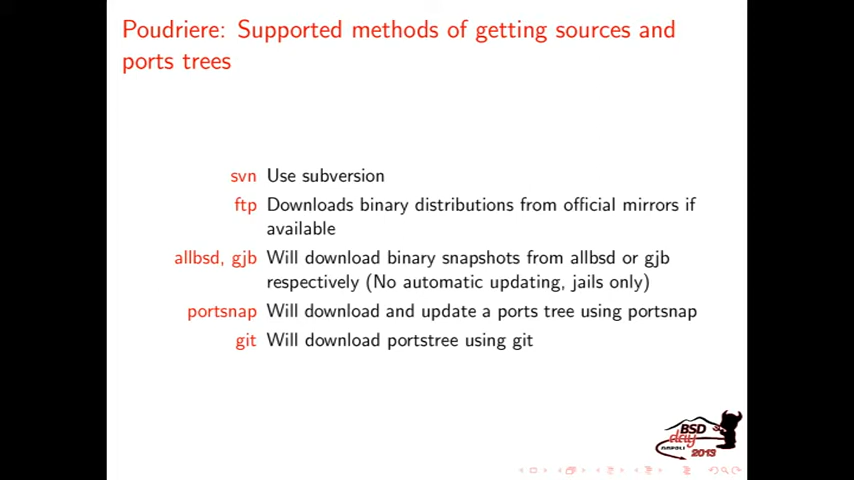 Poudriere: Supported methods of getting sources and
ports trees
svn Use subversion
ftp Downloads binary distributions from official mirrors if
available
allbsd, gjb Will download binary snapshots from allbsd or gjb
respectively (No automatic updating, jails only)
portsnap Will download and update a ports tree using portsnap
git Will download portstree using git
BSD
day
NAPOLI
2013